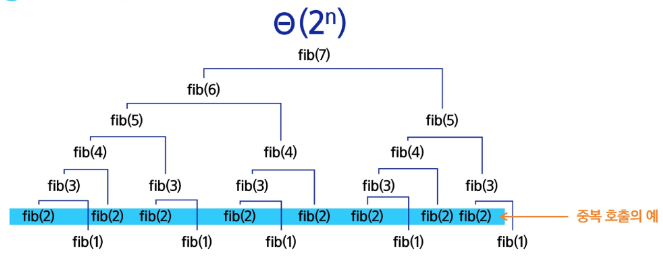 Θ(2ⁿ)
fib(7)
fib(6)
fib(5) fib(5)
fib(4) fib(4) fib(4)
fib(3) fib(3) fib(3) fib(3) fib(3)
fib(2) fib(2) fib(2) fib(2) fib(2) fib(2) fib(2) fib(2) 중복 호출의 예
fib(1) fib(1) fib(1) fib(1) fib(1)